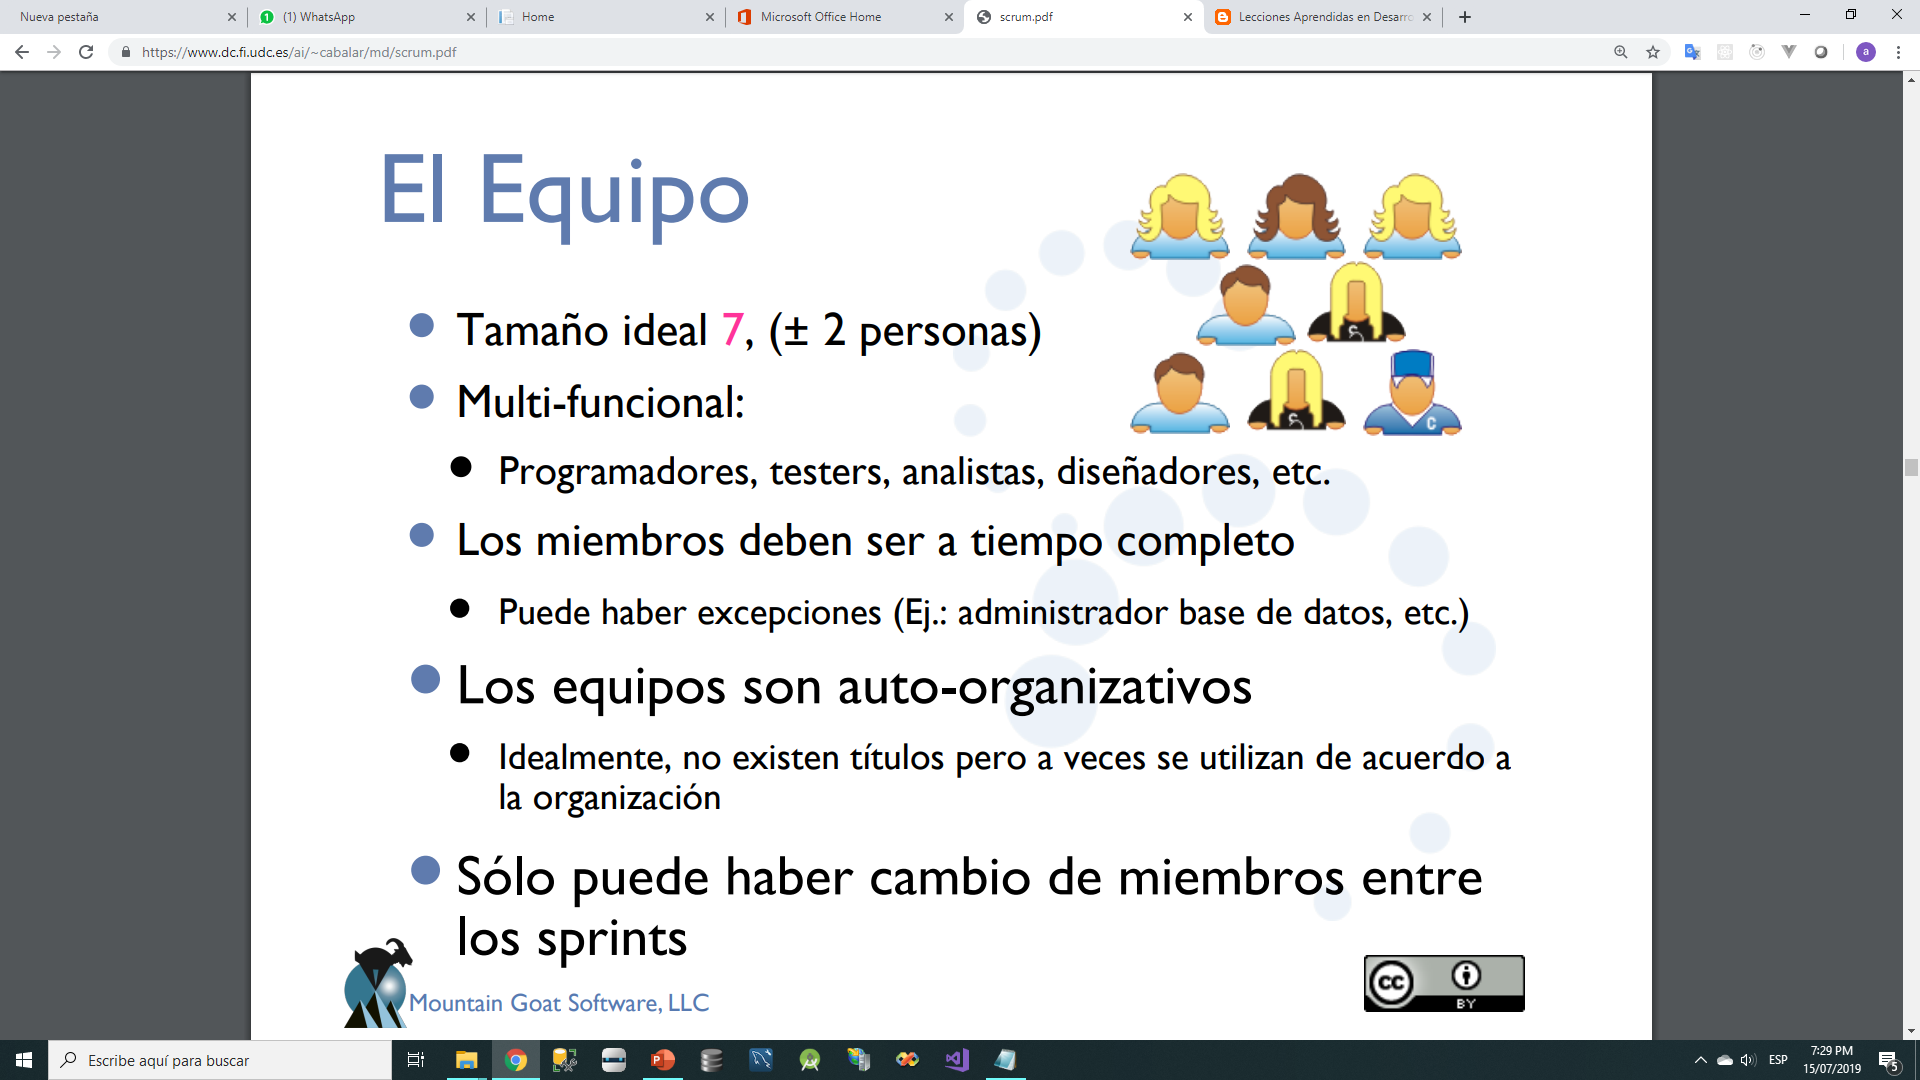 Nueva pestaña
(1) WhatsApp
Home
Microsoft Office Home
scrum.pdf
Lecciones Aprendidas en Desarro
https://www.dc.fi.udc.es/ai/~cabalar/md/scrum.pdf
a
El Equipo
Tamaño ideal 7, (± 2 personas)
Multi-funcional:
Programadores, testers, analistas, diseñadores, etc.
Los miembros deben ser a tiempo completo
Puede haber excepciones (Ej.: administrador base de datos, etc.)
Los equipos son auto-organizativos
Idealmente, no existen títulos pero a veces se utilizan de acuerdo a
la organización
Sólo puede haber cambio de miembros entre
los sprints
Mountain Goat Software, LLC
cc
BY
C
Escribe aquí para buscar
ESP
7:29 PM
15/07/2019
5